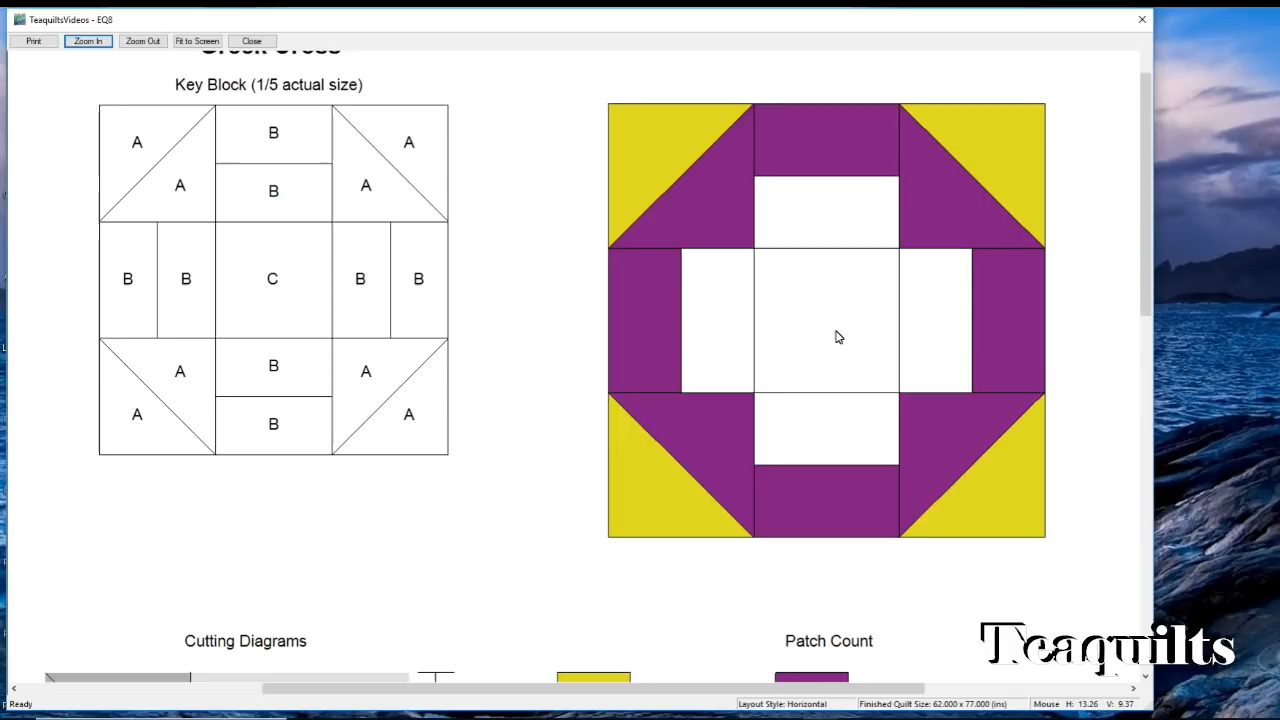 TeaquiltsVideos - EQ8
Print Zoom In Zoom Out Fit to Screen Close
Greek Cross
Key Block (1/5 actual size)
A B A
A B A
B B C B B
A B A
A B A
Cutting Diagrams Patch Count
Teaquilts
Ready Layout Style: Horizontal Finished Quilt Size: 62.000 x 77.000 (ins) Mouse H: 13.26 V: 9.37